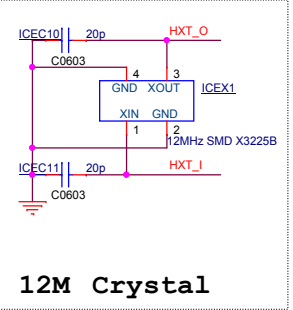 ICEC10 20p HXT_O
C0603
4 3
GND XOUT ICEX1
XIN GND
1 2
12MHz SMD X3225B
ICEC11 20p HXT_I
C0603
12M Crystal